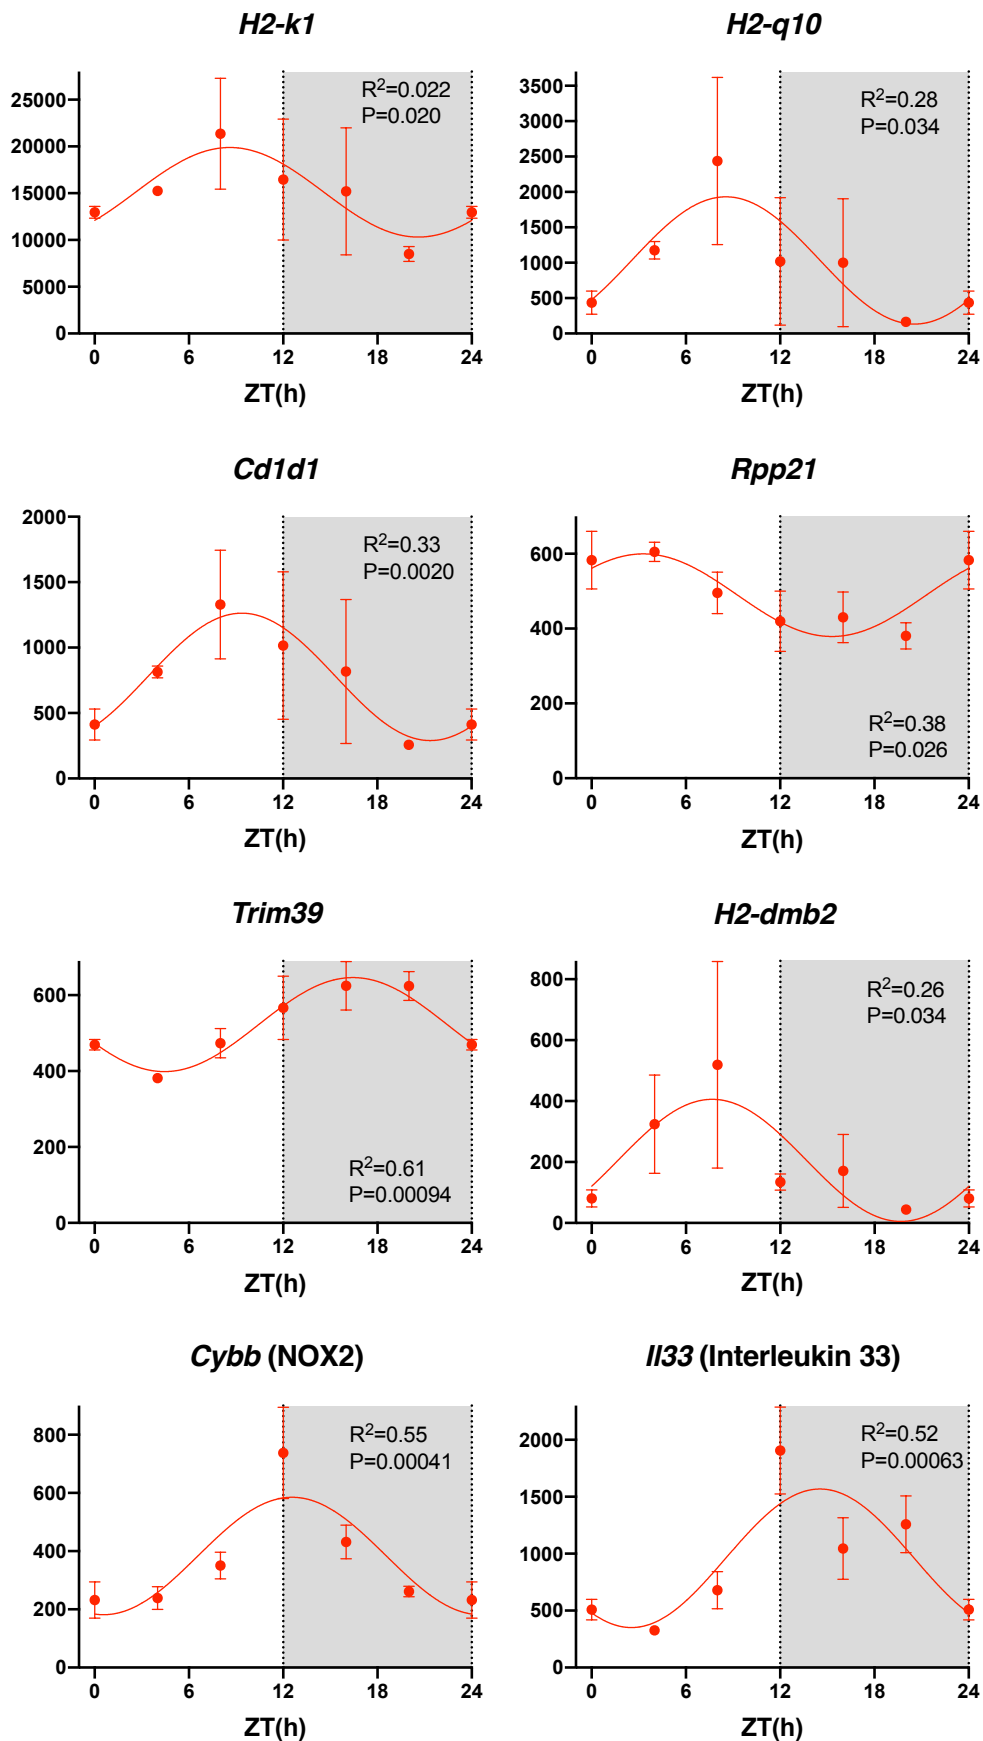 H2-k1
R²=0.022
P=0.020
25000
20000
15000
10000
5000
0
0 6 12 18 24
ZT(h)
H2-q10
R²=0.28
P=0.034
3500
3000
2500
2000
1500
1000
500
0
0 6 12 18 24
ZT(h)
Cd1d1
R²=0.33
P=0.0020
2000
1500
1000
500
0
0 6 12 18 24
ZT(h)
Rpp21
600
400
200
0
R²=0.38
P=0.026
0 6 12 18 24
ZT(h)
Trim39
600
400
200
0
R²=0.61
P=0.00094
0 6 12 18 24
ZT(h)
H2-dmb2
R²=0.26
P=0.034
800
600
400
200
0
0 6 12 18 24
ZT(h)
Cybb (NOX2)
R²=0.55
P=0.00041
800
600
400
200
0
0 6 12 18 24
ZT(h)
Il33 (Interleukin 33)
R²=0.52
P=0.00063
2000
1500
1000
500
0
0 6 12 18 24
ZT(h)